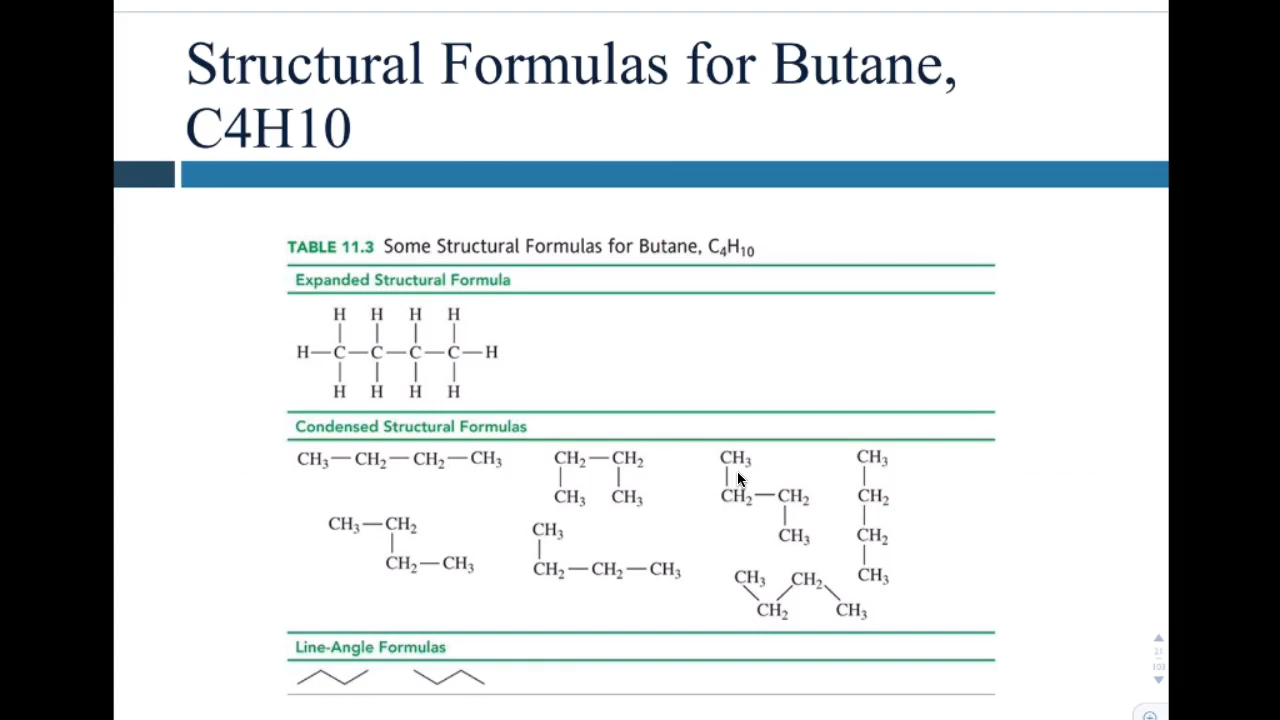 Structural Formulas for Butane,
C4H10
TABLE 11.3 Some Structural Formulas for Butane, C₄H₁₀
Expanded Structural Formula
H H H H
H—C—C—C—C—H
H H H H
Condensed Structural Formulas
CH₃—CH₂—CH₂—CH₃ CH₂—CH₂ CH₃ CH₃
CH₃ CH₃ CH₂—CH₂ CH₂
CH₃—CH₂ CH₃ CH₃ CH₂
CH₂—CH₃ CH₂—CH₂—CH₃ CH₃ CH₂ CH₃
CH₂ CH₃
Line-Angle Formulas
21
103